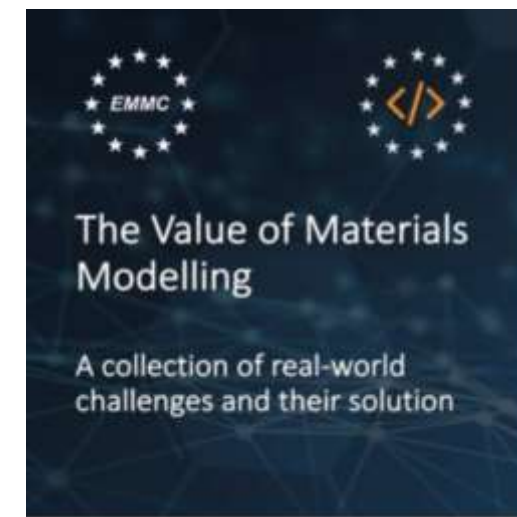 EMMC
</>
The Value of Materials
Modelling
A collection of real-world
challenges and their solution